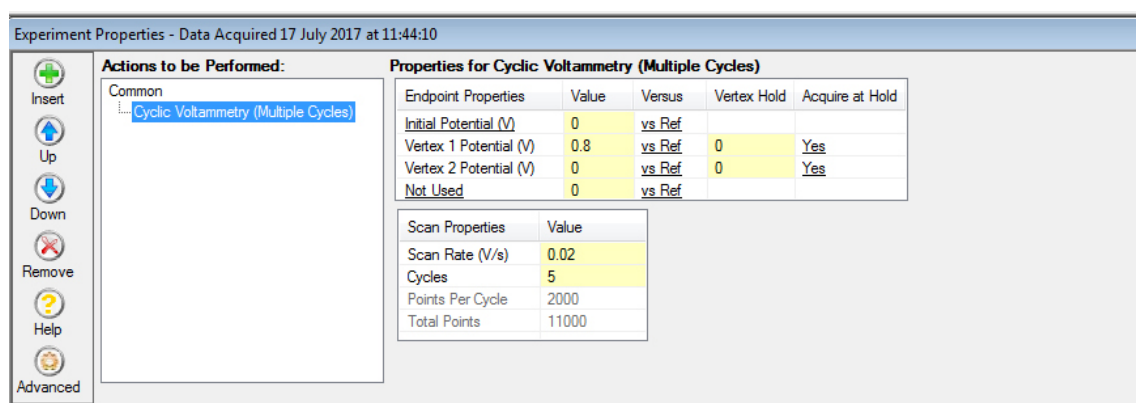 Experiment Properties - Data Acquired 17 July 2017 at 11:44:10
Insert
Up
Down
Remove
Help
Advanced
Actions to be Performed:
Common
Cyclic Voltammetry (Multiple Cycles)
Properties for Cyclic Voltammetry (Multiple Cycles)
Endpoint Properties Value Versus Vertex Hold Acquire at Hold
Initial Potential (V) 0 vs Ref
Vertex 1 Potential (V) 0.8 vs Ref 0 Yes
Vertex 2 Potential (V) 0 vs Ref 0 Yes
Not Used 0 vs Ref
Scan Properties Value
Scan Rate (V/s) 0.02
Cycles 5
Points Per Cycle 2000
Total Points 11000